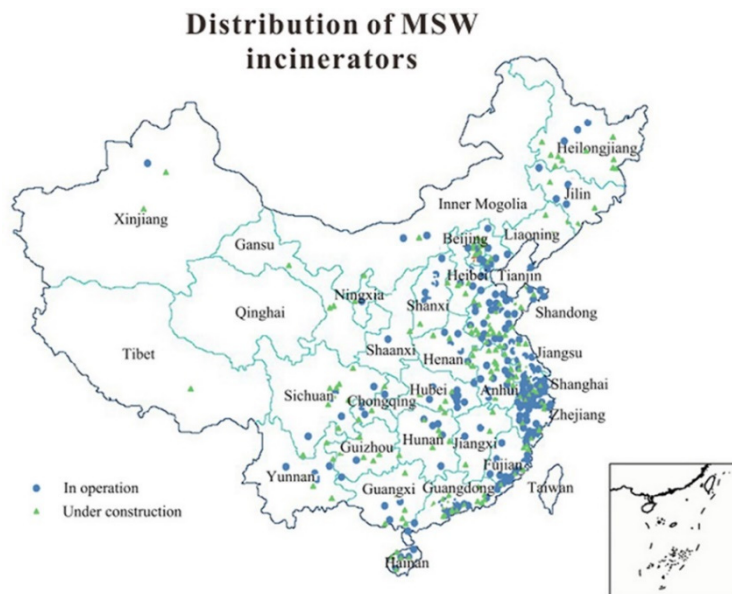 Distribution of MSW
incinerators
Heilongjiang
Jilin
Inner Mogolia
Liaoning
Xinjiang
Beijing
Gansu
Heibei
Tianjin
Ningxia
Shanxi
Qinghai
Shandong
Shaanxi
Henan
Jiangsu
Tibet
Sichuan
Chongqing
Hubei
Anhui
Shanghai
Zhejiang
Guizhou
Hunan
Jiangxi
Fujian
Yunnan
Guangxi
Guangdong
Taiwan
In operation
Under construction
Hainan